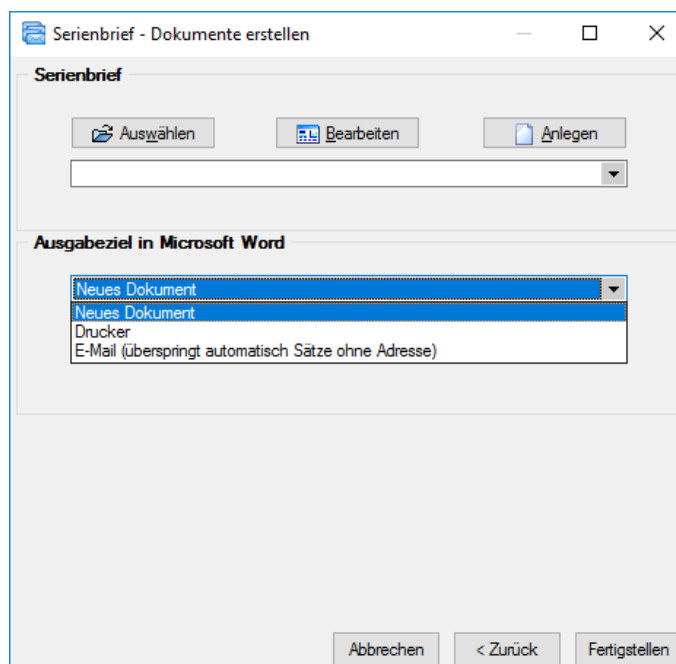 Serienbrief - Dokumente erstellen
Serienbrief
Auswählen Bearbeiten Anlegen
Ausgabeziel in Microsoft Word
Neues Dokument
Neues Dokument
Drucker
E-Mail (überspringt automatisch Sätze ohne Adresse)
Abbrechen < Zurück Fertigstellen